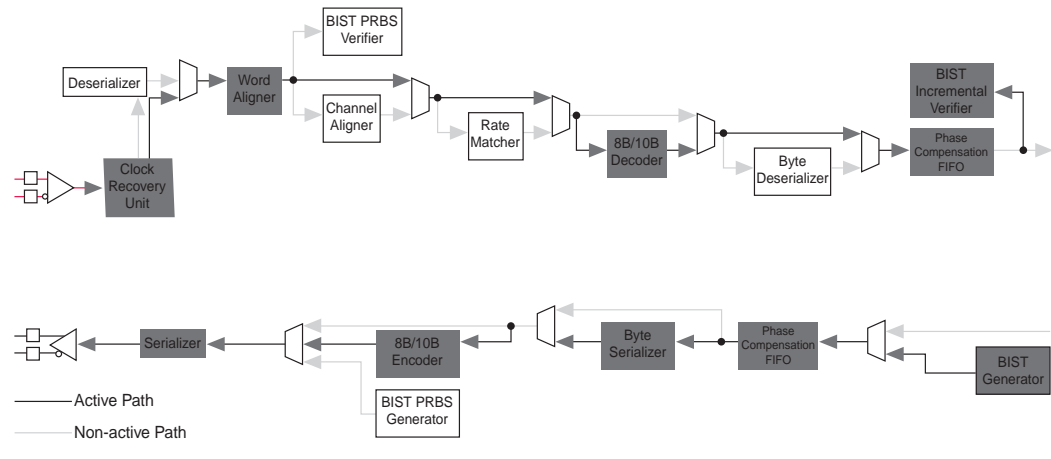 BIST PRBS
Verifier
Deserializer
Word
Aligner
Channel
Aligner
Rate
Matcher
8B/10B
Decoder
Byte
Deserializer
BIST
Incremental
Verifier
Phase
Compensation
FIFO
Clock
Recovery
Unit
Serializer
8B/10B
Encoder
BIST PRBS
Generator
Byte
Serializer
Phase
Compensation
FIFO
BIST
Generator
Active Path
Non-active Path